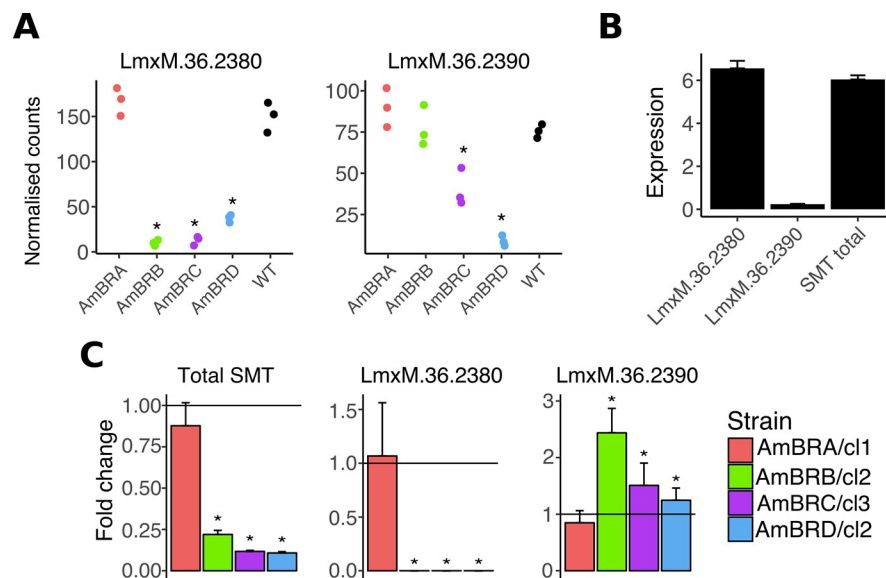 A
B
LmxM.36.2380
LmxM.36.2390
Normalised counts
150
100
50
0
*
*
*
AmBRA
AmBRB
AmBRC
AmBRD
WT
100
75
50
25
*
*
AmBRA
AmBRB
AmBRC
AmBRD
WT
Expression
6
4
2
0
LmxM.36.2380
LmxM.36.2390
SMT total
C
Total SMT
LmxM.36.2380
LmxM.36.2390
Fold change
1.00
0.75
0.50
0.25
0.00
*
*
*
1.5
1.0
0.5
0.0
*
*
*
3
2
1
0
*
*
*
Strain
AmBRA/cl1
AmBRB/cl2
AmBRC/cl3
AmBRD/cl2